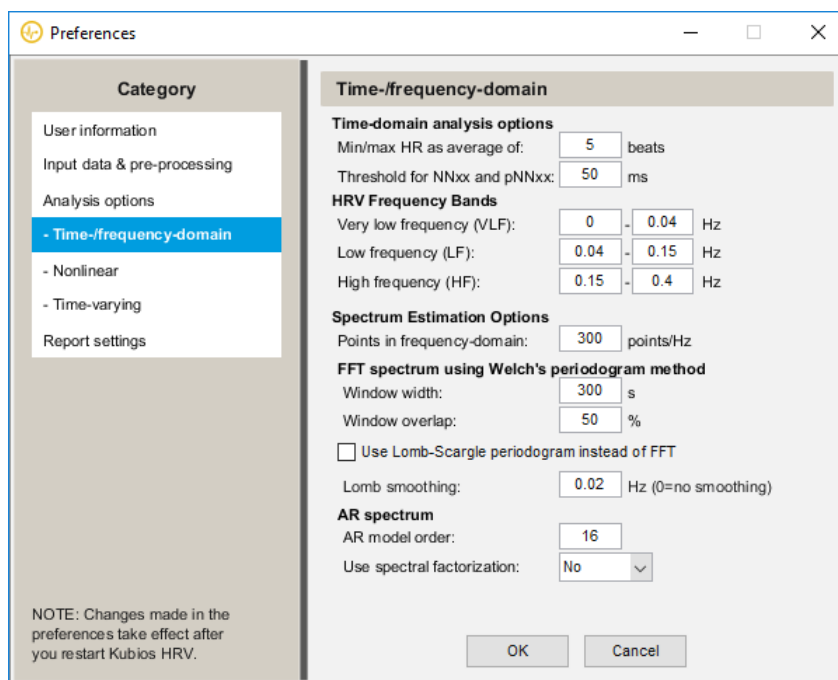 Preferences
Category
User information
Input data & pre-processing
Analysis options
- Time-/frequency-domain
- Nonlinear
- Time-varying
Report settings
NOTE: Changes made in the
preferences take effect after
you restart Kubios HRV.
Time-/frequency-domain
Time-domain analysis options
Min/max HR as average of: 5 beats
Threshold for NNxx and pNNxx: 50 ms
HRV Frequency Bands
Very low frequency (VLF): 0 - 0.04 Hz
Low frequency (LF): 0.04 - 0.15 Hz
High frequency (HF): 0.15 - 0.4 Hz
Spectrum Estimation Options
Points in frequency-domain: 300 points/Hz
FFT spectrum using Welch's periodogram method
Window width: 300 s
Window overlap: 50 %
Use Lomb-Scargle periodogram instead of FFT
Lomb smoothing: 0.02 Hz (0=no smoothing)
AR spectrum
AR model order: 16
Use spectral factorization: No
OK Cancel